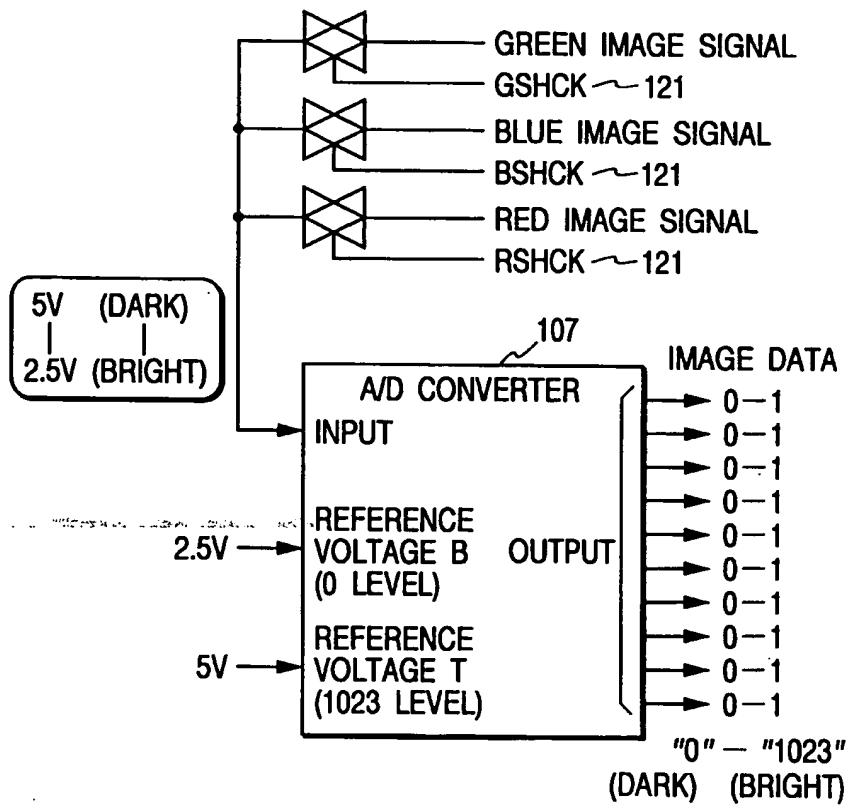 GREEN IMAGE SIGNAL
GSHCK 121
BLUE IMAGE SIGNAL
BSHCK 121
RED IMAGE SIGNAL
RSHCK 121
5V (DARK)
2.5V (BRIGHT)
107
IMAGE DATA
A/D CONVERTER
INPUT
REFERENCE
VOLTAGE B
(0 LEVEL)
2.5V
OUTPUT
REFERENCE
VOLTAGE T
(1023 LEVEL)
5V
0–1
0–1
0–1
0–1
0–1
0–1
0–1
0–1
0–1
0–1
"0" – "1023"
(DARK) (BRIGHT)